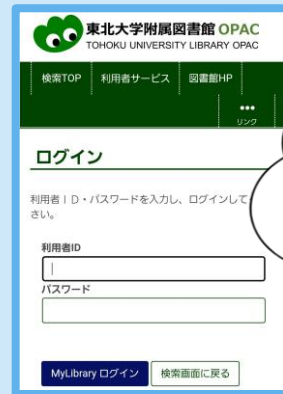 東北大学附属図書館 OPAC
TOHOKU UNIVERSITY LIBRARY OPAC
検索TOP 利用者サービス 図書館HP
リンク
ログイン
利用者ＩＤ・パスワードを入力し、ログインして
さい。
利用者ID
パスワード
MyLibrary ログイン 検索画面に戻る